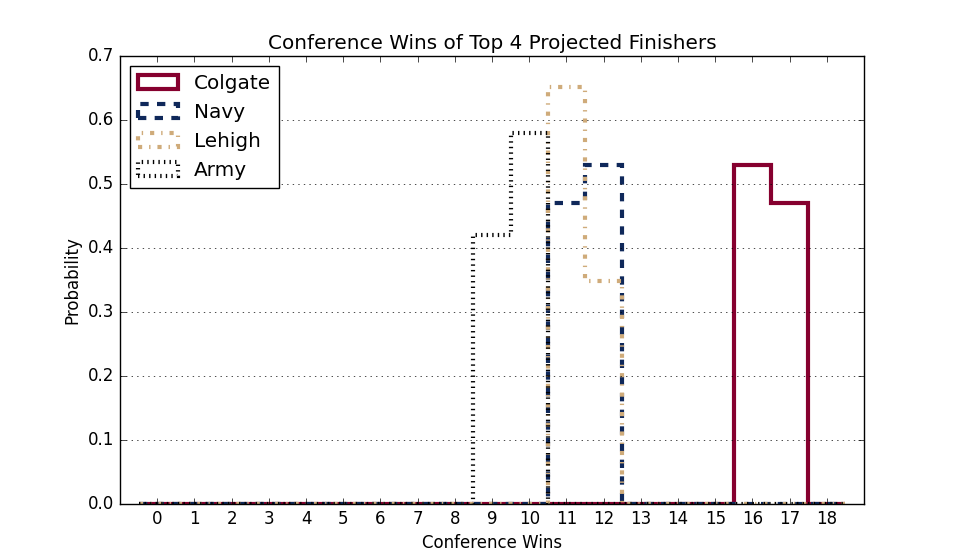 Conference Wins of Top 4 Projected Finishers
Colgate
Navy
Lehigh
Army
0.7
0.6
0.5
0.4
0.3
0.2
0.1
0.0
Probability
0 1 2 3 4 5 6 7 8 9 10 11 12 13 14 15 16 17 18
Conference Wins